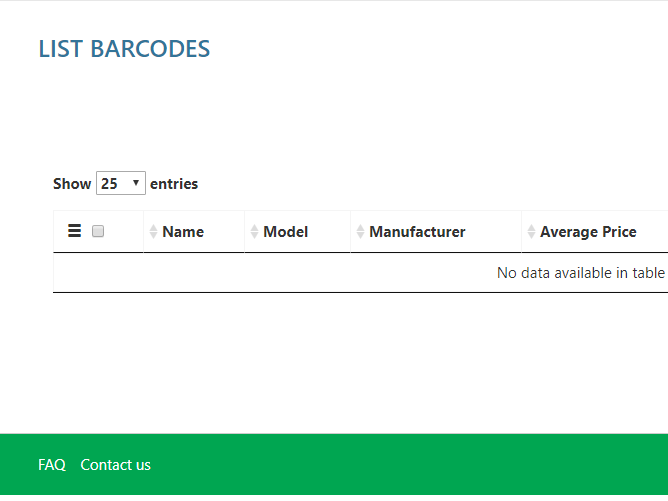 LIST BARCODES
Show 25 entries
Name Model Manufacturer Average Price
No data available in table
FAQ Contact us